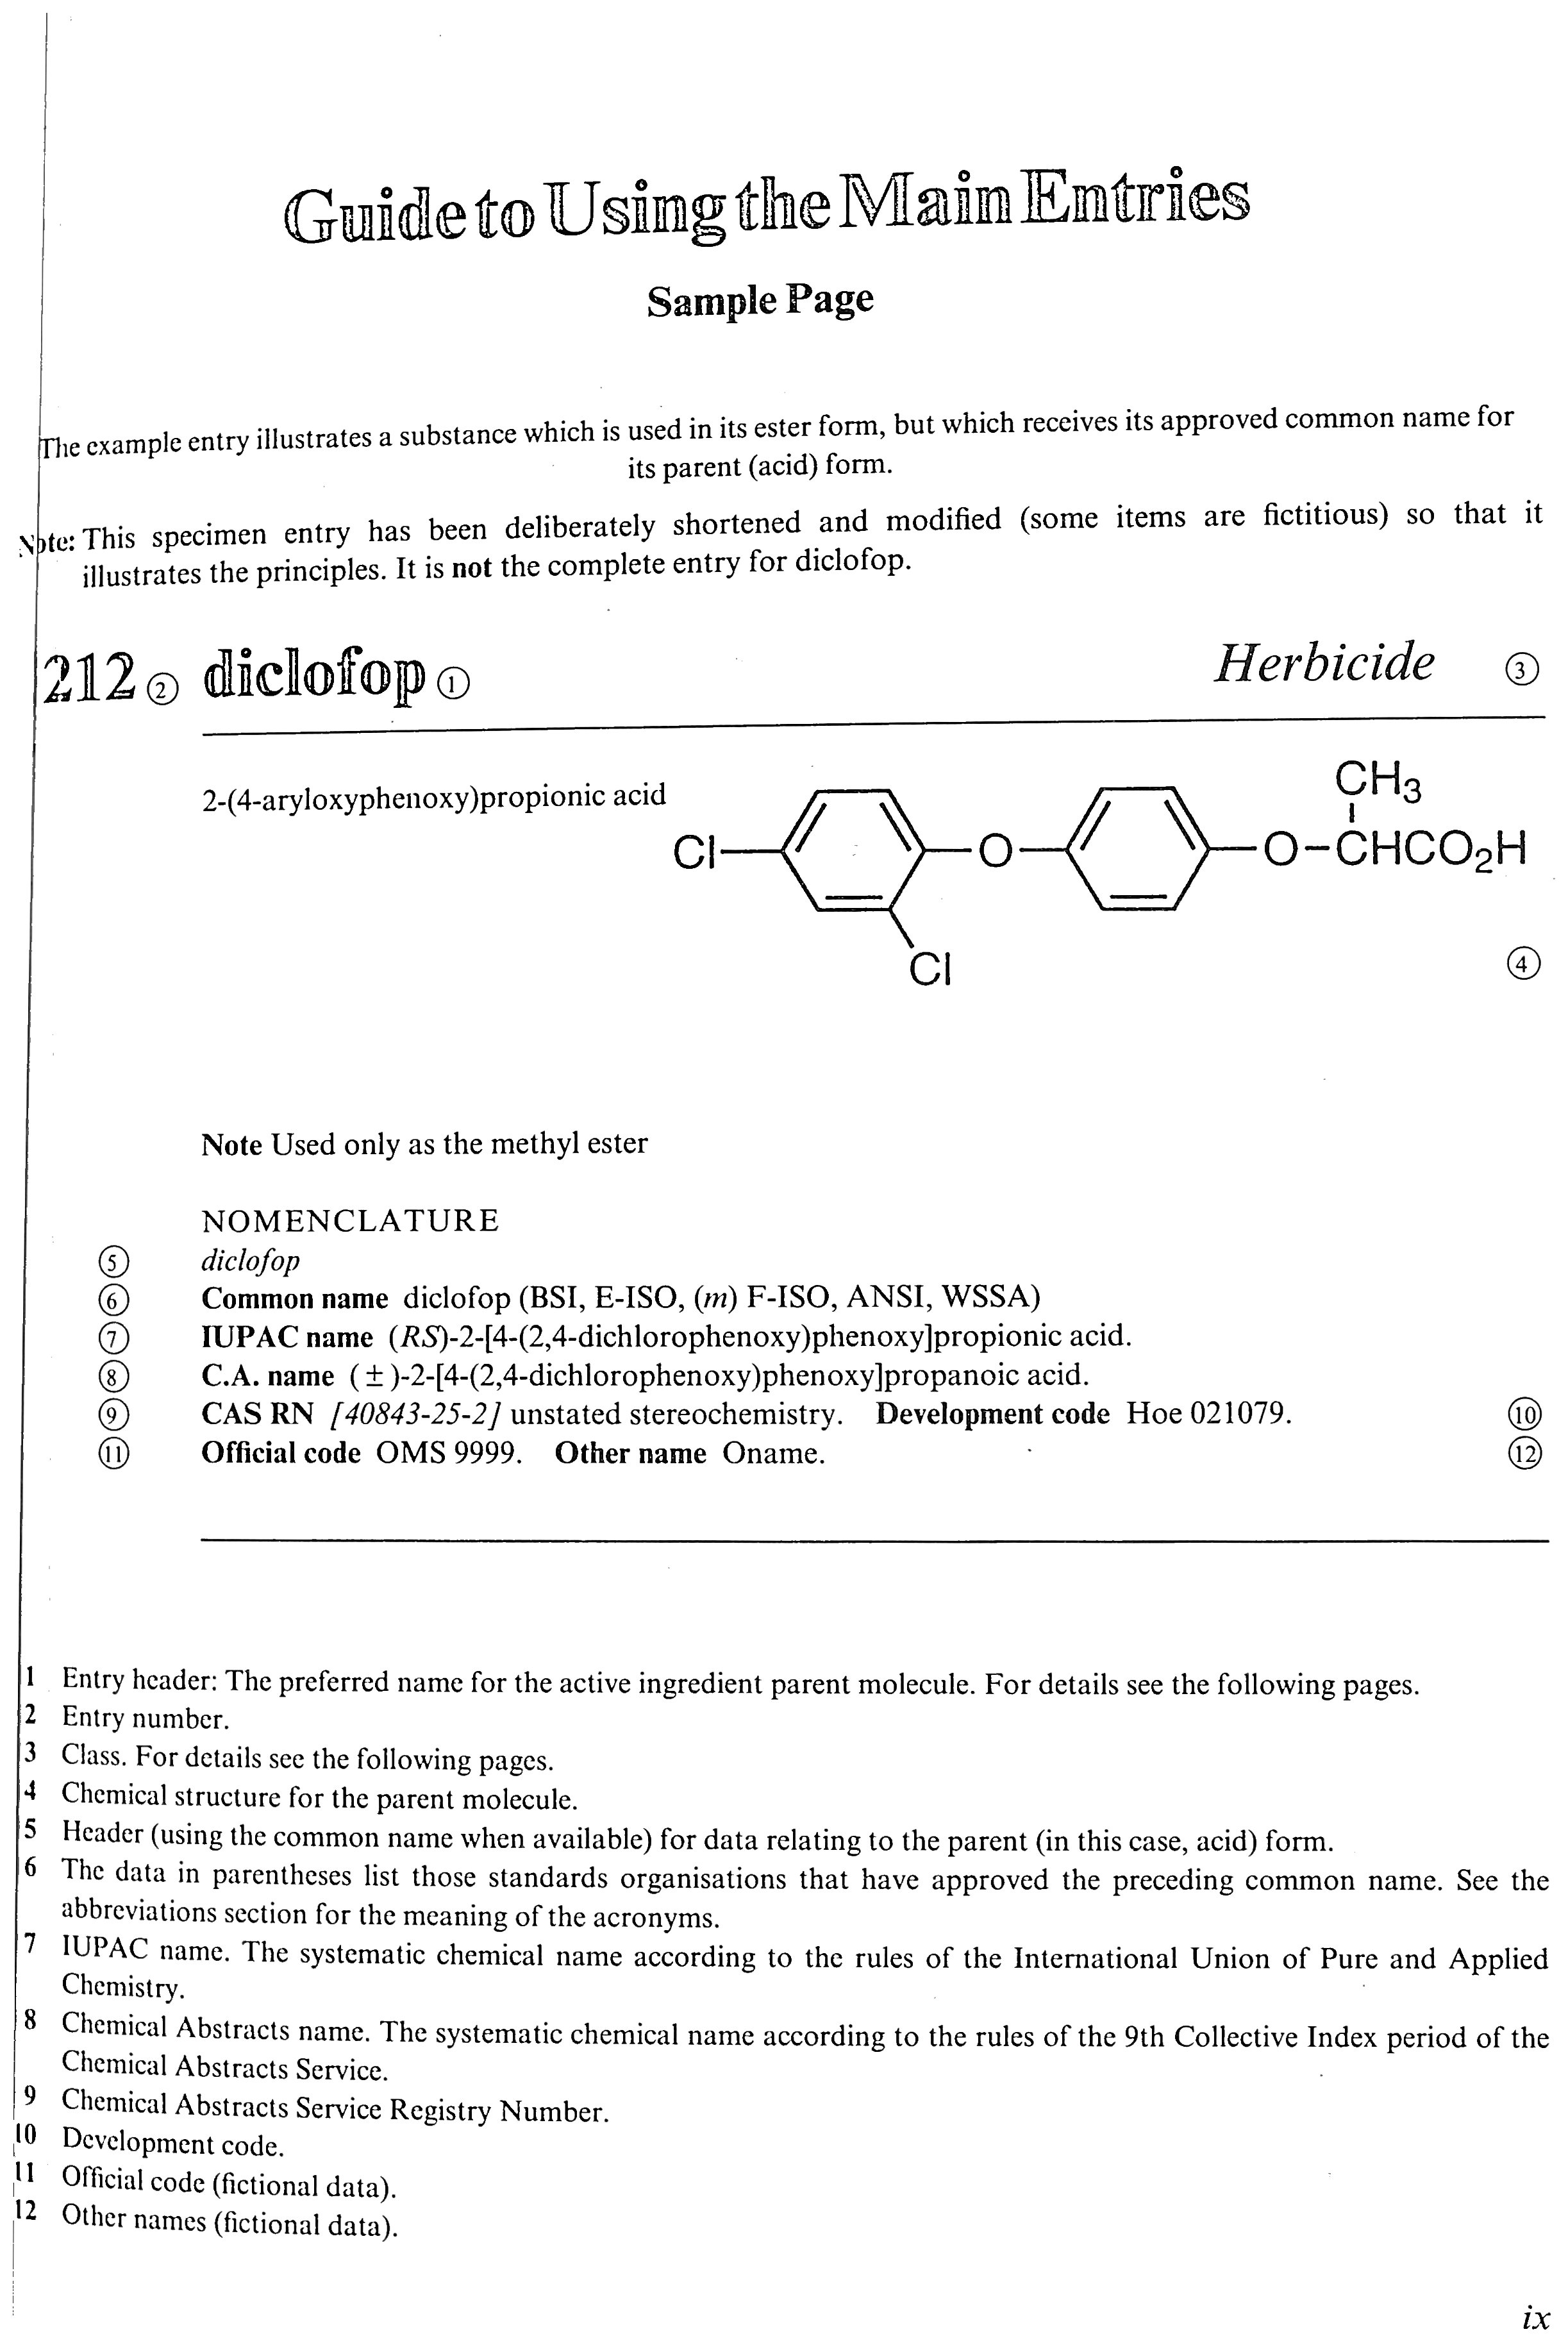 Guide to Using the Main Entries
Sample Page
The example entry illustrates a substance which is used in its ester form, but which receives its approved common name for
its parent (acid) form.
Note: This specimen entry has been deliberately shortened and modified (some items are fictitious) so that it
illustrates the principles. It is not the complete entry for diclofop.
212 ② diclofop ① Herbicide ③
2-(4-aryloxyphenoxy)propionic acid
CH₃
Cl O O–CHCO₂H
Cl
④
Note Used only as the methyl ester
NOMENCLATURE
⑤ diclofop
⑥ Common name diclofop (BSI, E-ISO, (m) F-ISO, ANSI, WSSA)
⑦ IUPAC name (RS)-2-[4-(2,4-dichlorophenoxy)phenoxy]propionic acid.
⑧ C.A. name (±)-2-[4-(2,4-dichlorophenoxy)phenoxy]propanoic acid.
⑨ CAS RN [40843-25-2] unstated stereochemistry. Development code Hoe 021079. ⑩
⑪ Official code OMS 9999. Other name Oname. ⑫
1 Entry header: The preferred name for the active ingredient parent molecule. For details see the following pages.
2 Entry number.
3 Class. For details see the following pages.
4 Chemical structure for the parent molecule.
5 Header (using the common name when available) for data relating to the parent (in this case, acid) form.
6 The data in parentheses list those standards organisations that have approved the preceding common name. See the
abbreviations section for the meaning of the acronyms.
7 IUPAC name. The systematic chemical name according to the rules of the International Union of Pure and Applied
Chemistry.
8 Chemical Abstracts name. The systematic chemical name according to the rules of the 9th Collective Index period of the
Chemical Abstracts Service.
9 Chemical Abstracts Service Registry Number.
10 Development code.
11 Official code (fictional data).
12 Other names (fictional data).
ix